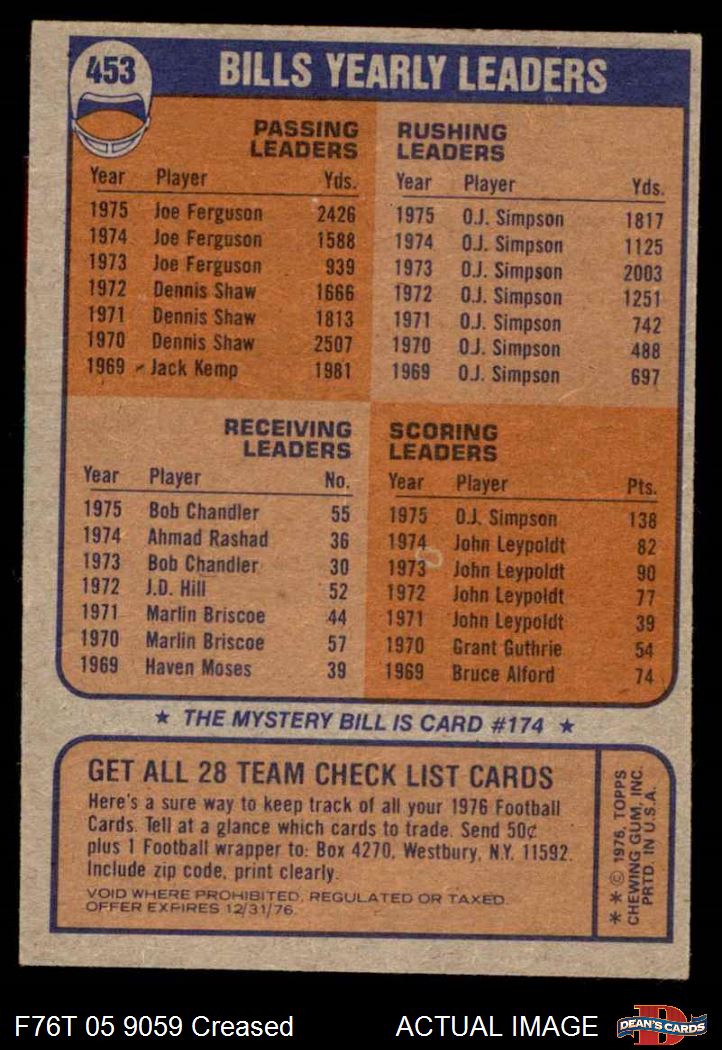 453
BILLS YEARLY LEADERS
PASSING
LEADERS
Year Player Yds.
1975 Joe Ferguson 2426
1974 Joe Ferguson 1588
1973 Joe Ferguson 939
1972 Dennis Shaw 1666
1971 Dennis Shaw 1813
1970 Dennis Shaw 2507
1969 Jack Kemp 1981
RUSHING
LEADERS
Year Player Yds.
1975 O.J. Simpson 1817
1974 O.J. Simpson 1125
1973 O.J. Simpson 2003
1972 O.J. Simpson 1251
1971 O.J. Simpson 742
1970 O.J. Simpson 488
1969 O.J. Simpson 697
RECEIVING
LEADERS
Year Player No.
1975 Bob Chandler 55
1974 Ahmad Rashad 36
1973 Bob Chandler 30
1972 J.D. Hill 52
1971 Marlin Briscoe 44
1970 Marlin Briscoe 57
1969 Haven Moses 39
SCORING
LEADERS
Year Player Pts.
1975 O.J. Simpson 138
1974 John Leypoldt 82
1973 John Leypoldt 90
1972 John Leypoldt 77
1971 John Leypoldt 39
1970 Grant Guthrie 54
1969 Bruce Alford 74
★ THE MYSTERY BILL IS CARD #174 ★
GET ALL 28 TEAM CHECK LIST CARDS
Here's a sure way to keep track of all your 1976 Football
Cards. Tell at a glance which cards to trade. Send 50¢
plus 1 Football wrapper to: Box 4270, Westbury, N.Y. 11592.
Include zip code, print clearly.
VOID WHERE PROHIBITED, REGULATED OR TAXED.
OFFER EXPIRES 12/31/76.
* * © 1976, TOPPS
CHEWING GUM, INC.
PRTD. IN U.S.A.
F76T 05 9059 Creased
ACTUAL IMAGE
D
DEAN'S CARDS